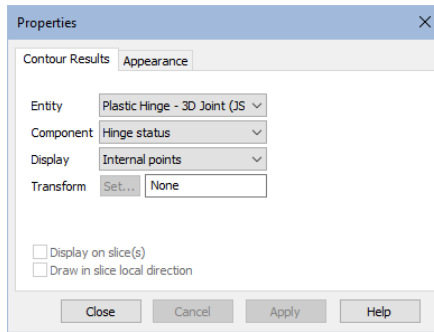 Properties
Contour Results Appearance
Entity Plastic Hinge - 3D Joint (JS
Component Hinge status
Display Internal points
Transform Set... None
Display on slice(s)
Draw in slice local direction
Close Cancel Apply Help